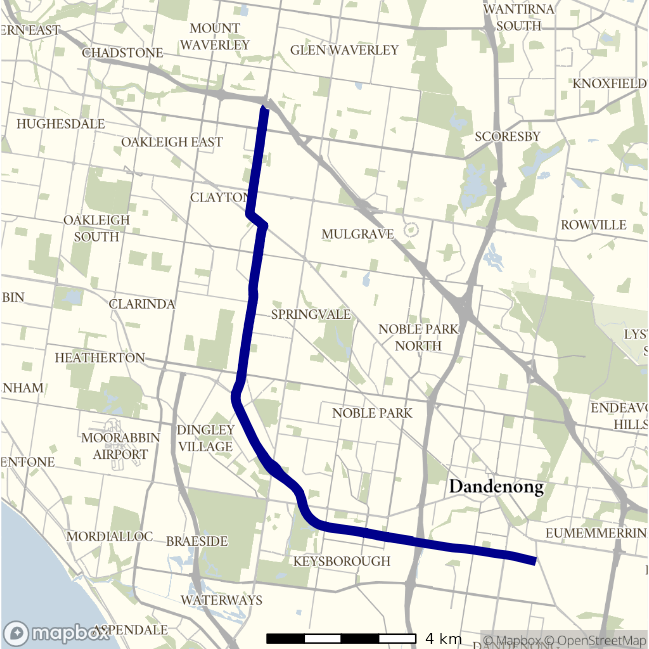 ERN EAST
MOUNT
WAVERLEY
WANTIRNA
SOUTH
CHADSTONE
GLEN WAVERLEY
KNOXFIELD
HUGHESDALE
OAKLEIGH EAST
SCORESBY
CLAYTON
OAKLEIGH
SOUTH
MULGRAVE
ROWVILLE
BIN
CLARINDA
SPRINGVALE
NOBLE PARK
NORTH
LYST
S
HEATHERTON
NHAM
NOBLE PARK
ENDEAVO
HILLS
DINGLEY
VILLAGE
MOORABBIN
AIRPORT
ENTONE
Dandenong
MORDIALLOC
BRAESIDE
EUMEMMERRIN
KEYSBOROUGH
WATERWAYS
mapbox
ASPENDALE
4 km
© Mapbox © OpenStreetMap